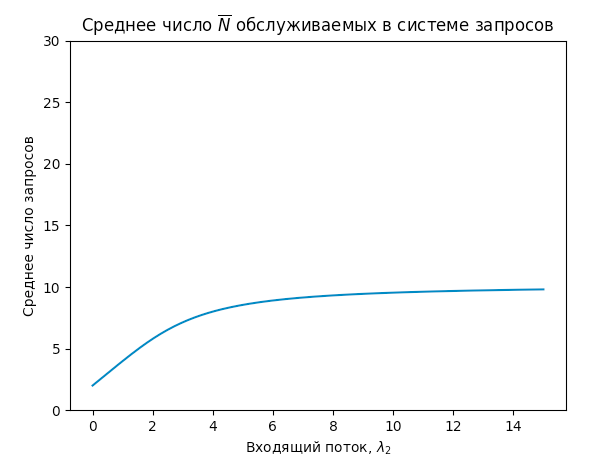 Среднее число N̅ обслуживаемых в системе запросов
30
25
20
15
10
5
0
Среднее число запросов
0 2 4 6 8 10 12 14
Входящий поток, λ₂